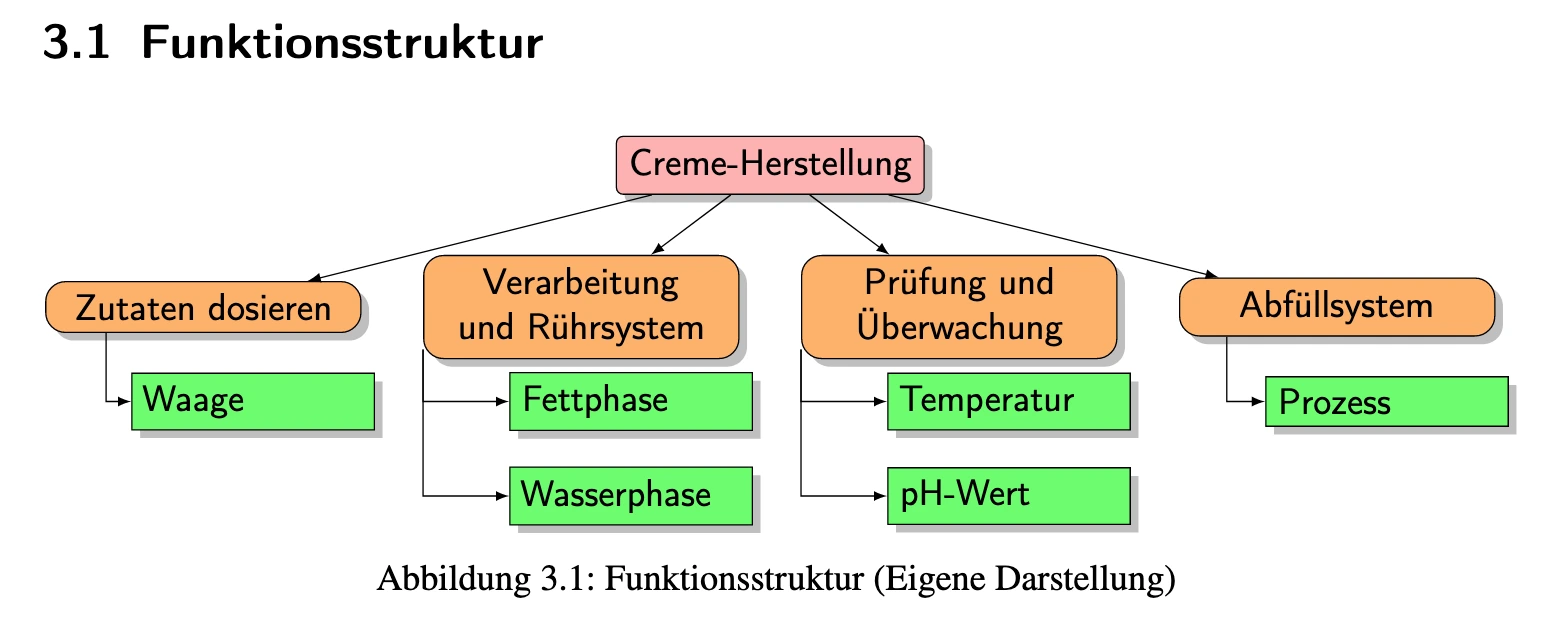 3.1 Funktionsstruktur
Creme-Herstellung
Zutaten dosieren
Verarbeitung
und Rührsystem
Prüfung und
Überwachung
Abfüllsystem
Waage
Fettphase
Temperatur
Prozess
Wasserphase
pH-Wert
Abbildung 3.1: Funktionsstruktur (Eigene Darstellung)